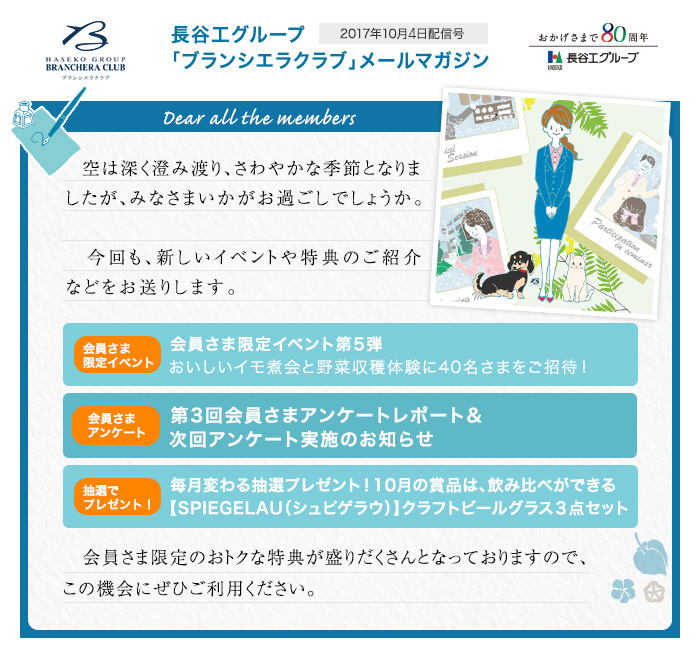 HASEKO GROUP
BRANCHERA CLUB
ブランシエラクラブ
長谷工グループ
2017年10月4日配信号
「ブランシエラクラブ」メールマガジン
おかげさまで80周年
HASEKO
長谷工グループ
Dear all the members
空は深く澄み渡り、さわやかな季節となりま
したが、みなさまいかがお過ごしでしょうか。
今回も、新しいイベントや特典のご紹介
などをお送りします。
Session
Participation
in seminar
会員さま
限定イベント
会員さま限定イベント第5弾
おいしいイモ煮会と野菜収穫体験に40名さまをご招待!
会員さま
アンケート
第3回会員さまアンケートレポート&
次回アンケート実施のお知らせ
抽選で
プレゼント!
毎月変わる抽選プレゼント!10月の賞品は、飲み比べができる
【SPIEGELAU(シュピゲラウ)】クラフトビールグラス3点セット
会員さま限定のおトクな特典が盛りだくさんとなっておりますので、
この機会にぜひご利用ください。